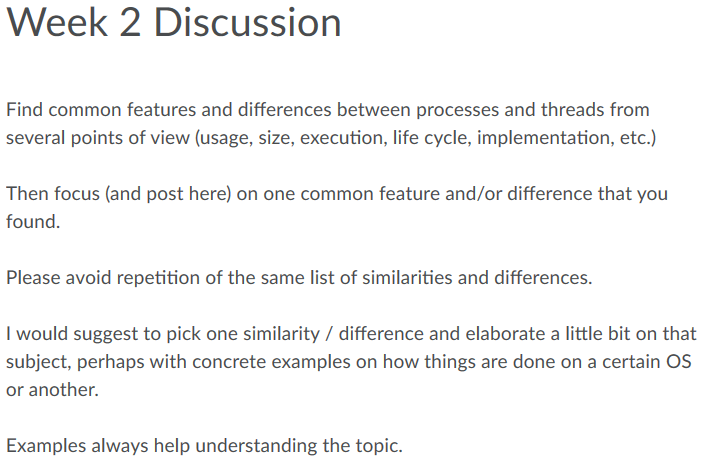 Week 2 Discussion
Find common features and differences between processes and threads from
several points of view (usage, size, execution, life cycle, implementation, etc.)
Then focus (and post here) on one common feature and/or difference that you
found.
Please avoid repetition of the same list of similarities and differences.
I would suggest to pick one similarity / difference and elaborate a little bit on that
subject, perhaps with concrete examples on how things are done on a certain OS
or another.
Examples always help understanding the topic.